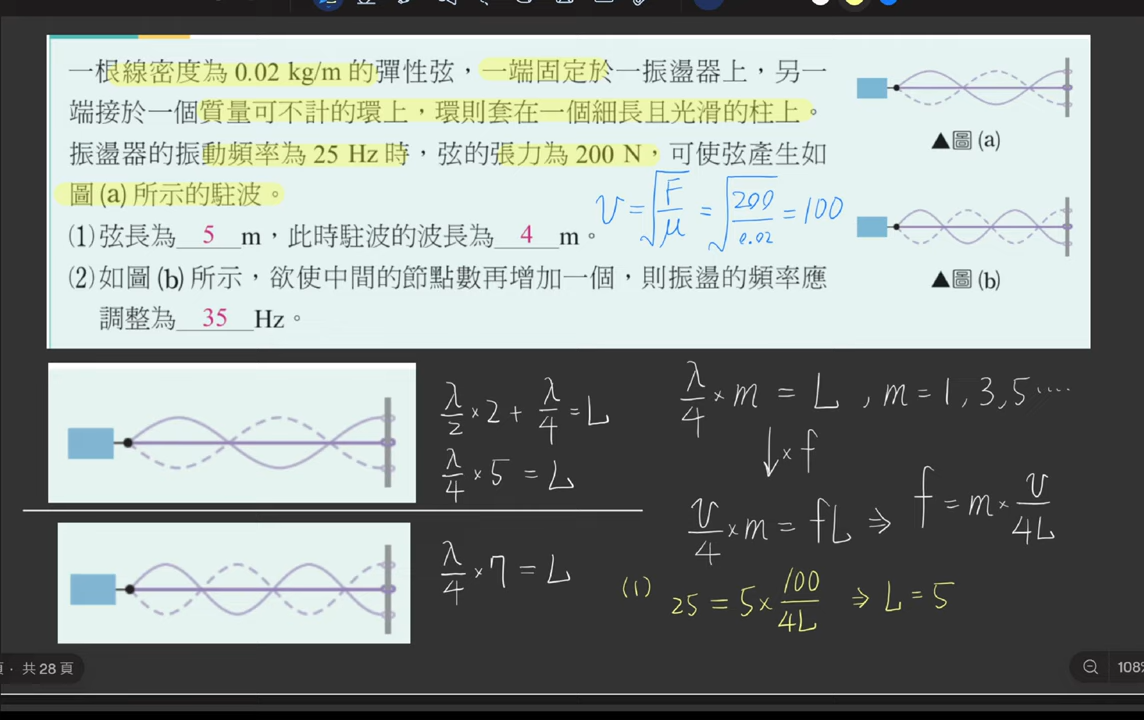 一根線密度為 0.02 kg/m 的彈性弦，一端固定於一振盪器上，另一
端接於一個質量可不計的環上，環則套在一個細長且光滑的柱上。
振盪器的振動頻率為 25 Hz 時，弦的張力為 200 N，可使弦產生如
圖 (a) 所示的駐波。
(1) 弦長為 5 m，此時駐波的波長為 4 m。
(2) 如圖 (b) 所示，欲使中間的節點數再增加一個，則振盪的頻率應
調整為 35 Hz。
▲圖 (a)
▲圖 (b)
v = √(F/μ) = √(200/0.02) = 100
λ/2 × 2 + λ/4 = L
λ/4 × 5 = L
λ/4 × 7 = L
λ/4 × m = L , m = 1, 3, 5 ....
↓ × f
v/4 × m = fL ⇒ f = m × v/4L
(1) 25 = 5 × 100/4L ⇒ L = 5
· 共 28 頁
108%